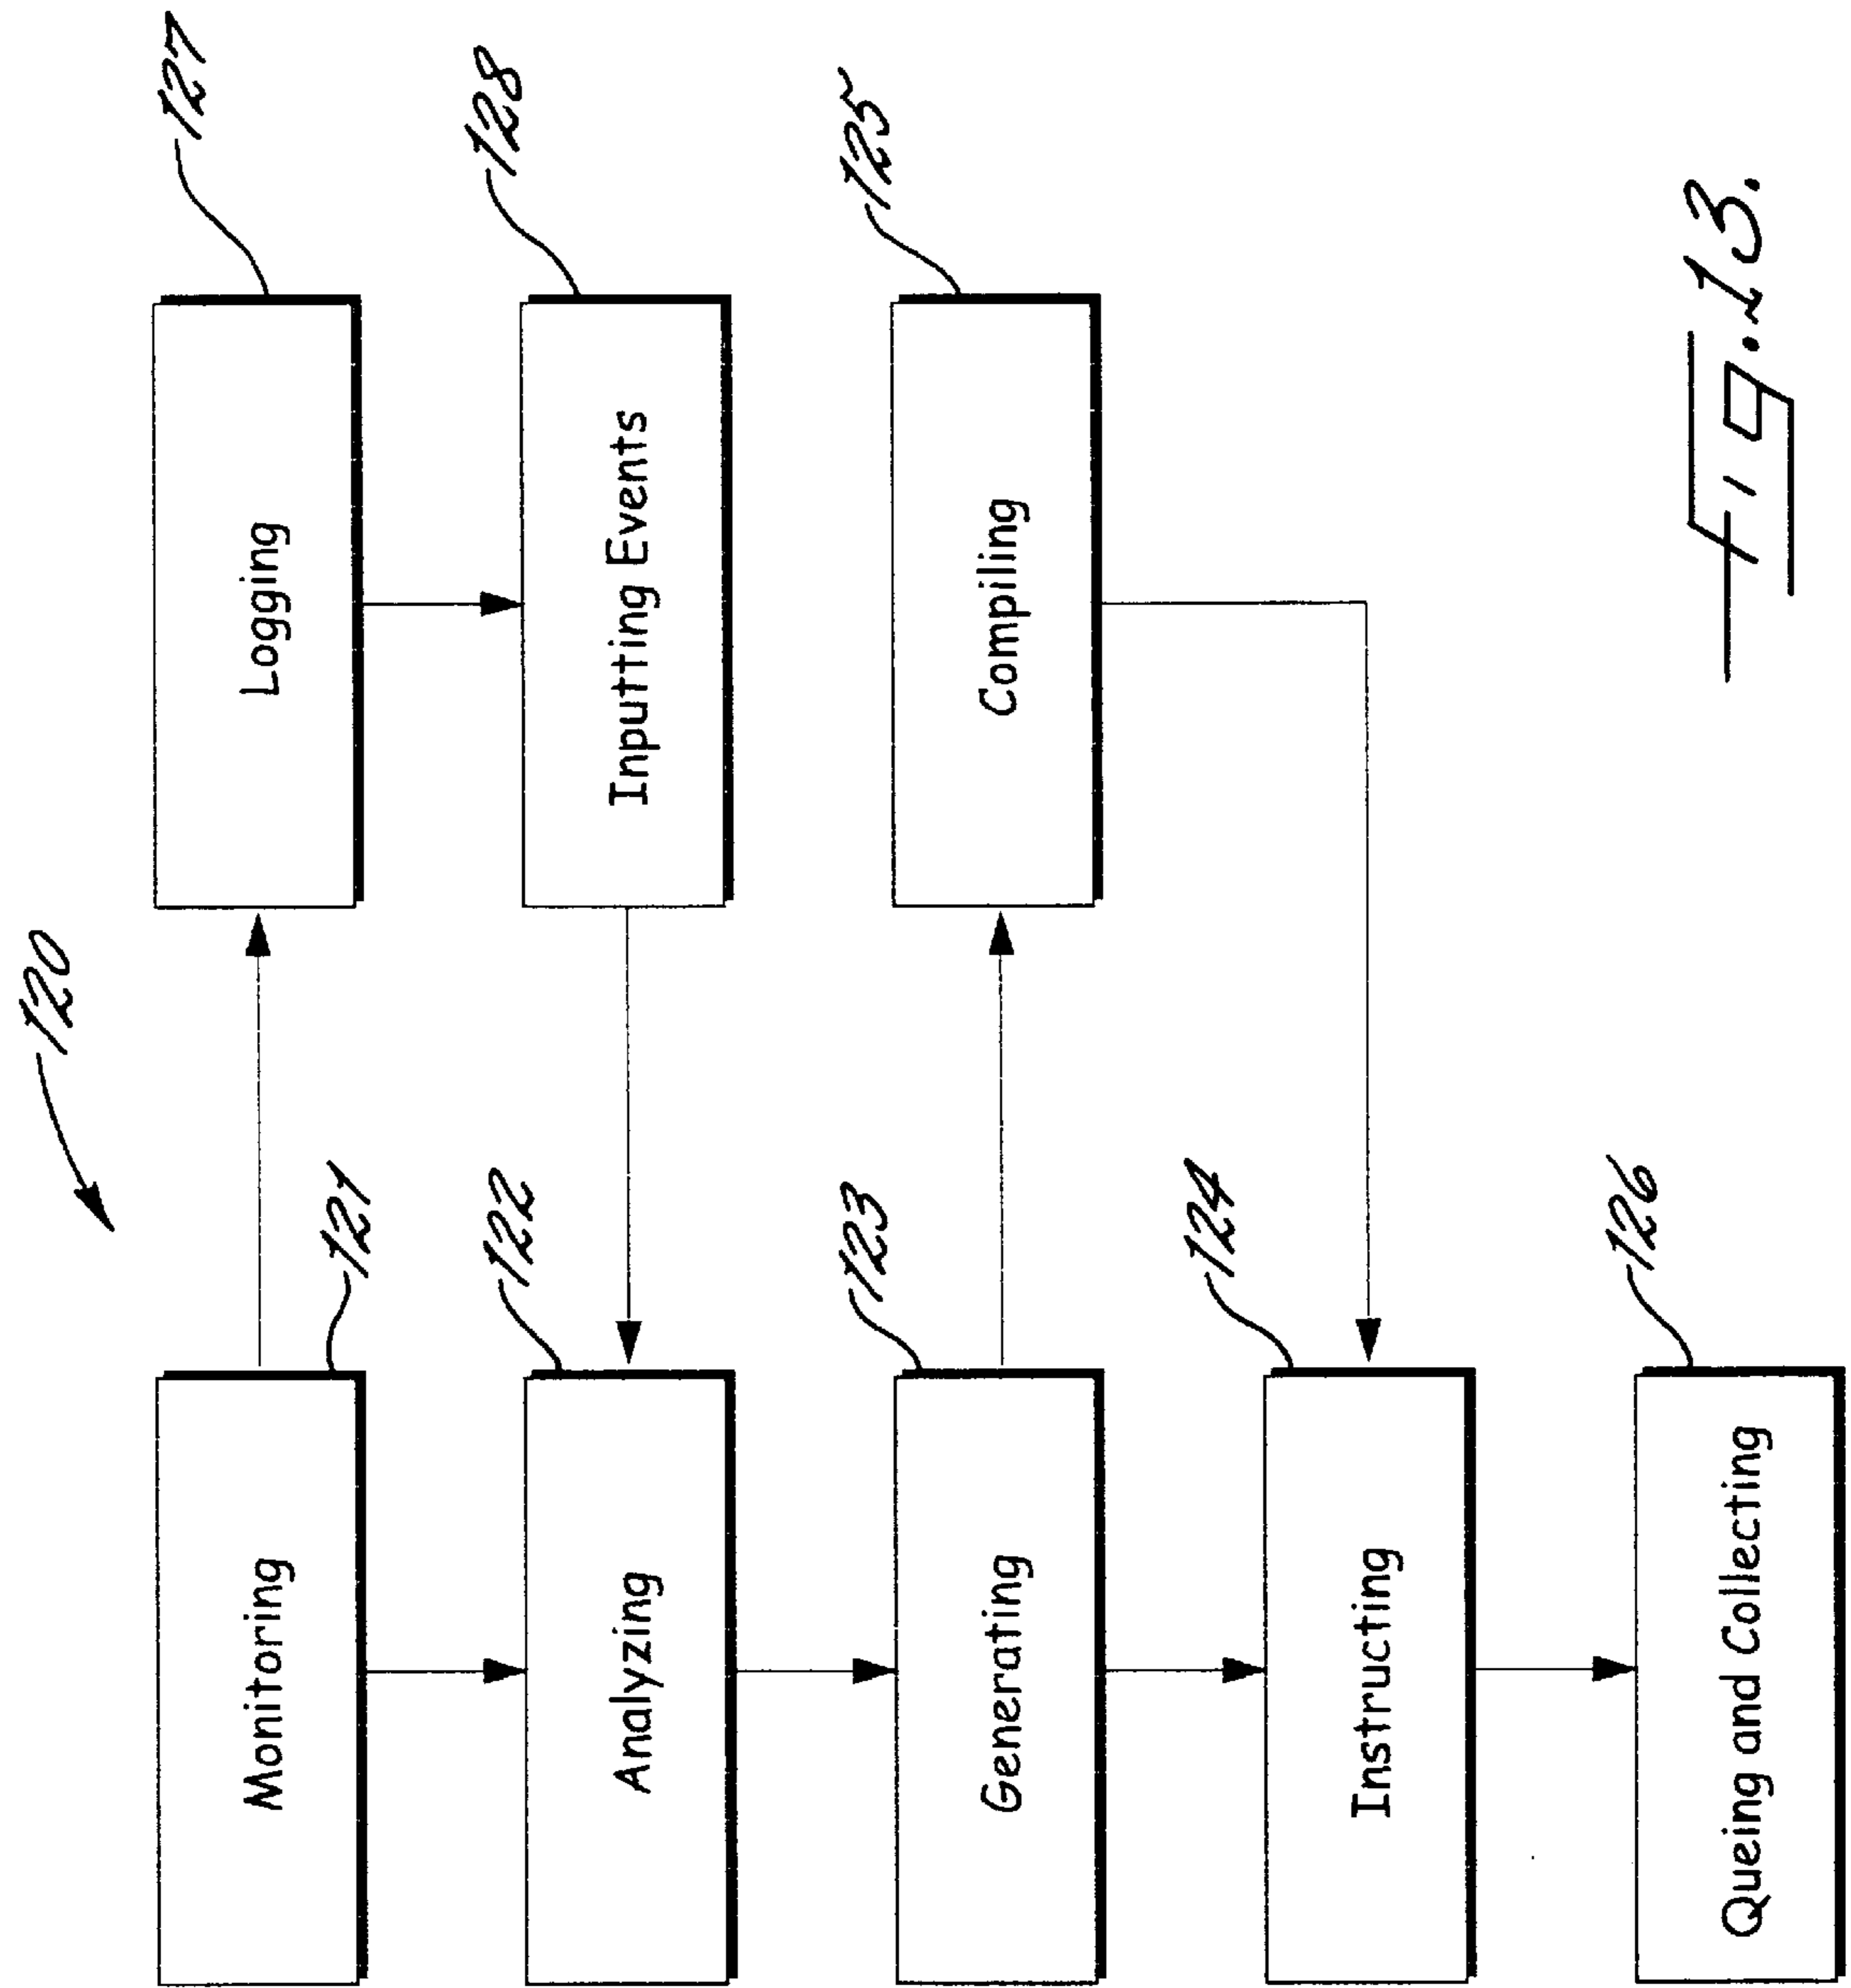 120
Monitoring
121
Logging
127
Analyzing
122
Inputting Events
128
Generating
123
Compiling
125
Instructing
124
Queing and Collecting
126
Fig. 13.